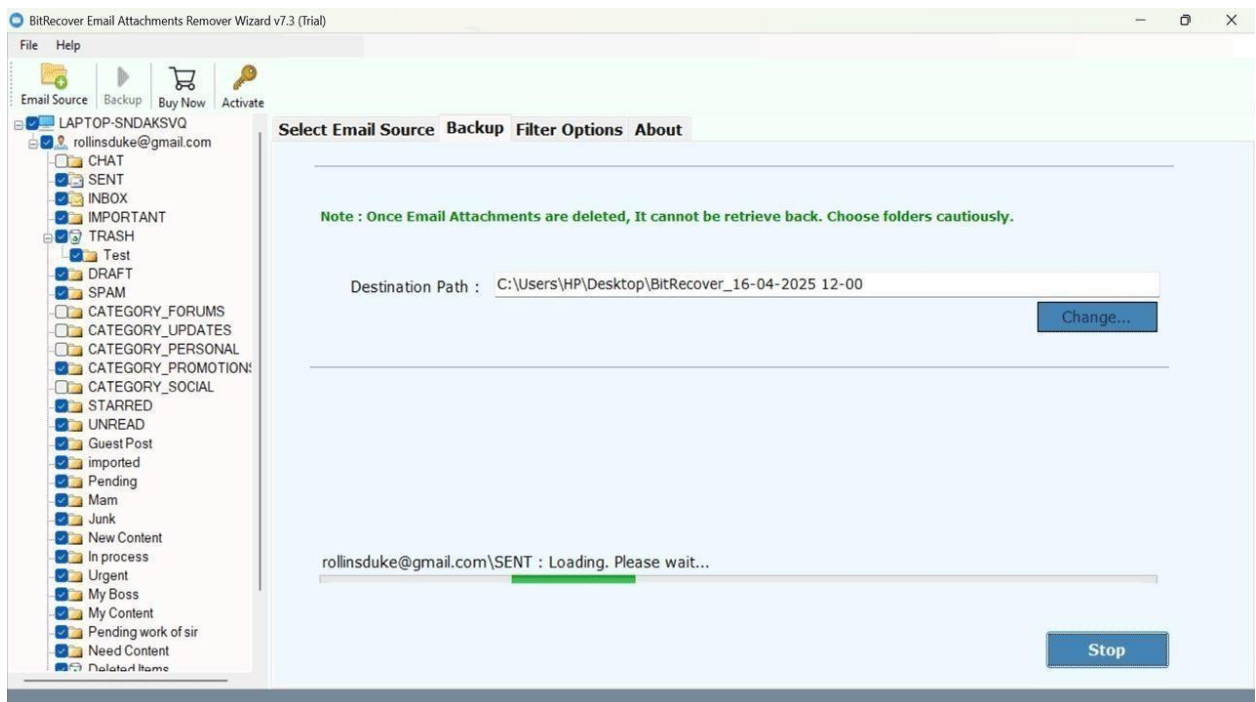 BitRecover Email Attachments Remover Wizard v7.3 (Trial)
File Help
Email Source Backup Buy Now Activate
LAPTOP-SNDAKSVQ
rollinsduke@gmail.com
CHAT
SENT
INBOX
IMPORTANT
TRASH
Test
DRAFT
SPAM
CATEGORY_FORUMS
CATEGORY_UPDATES
CATEGORY_PERSONAL
CATEGORY_PROMOTIONS
CATEGORY_SOCIAL
STARRED
UNREAD
Guest Post
imported
Pending
Mam
Junk
New Content
In process
Urgent
My Boss
My Content
Pending work of sir
Need Content
Deleted Items
Select Email Source Backup Filter Options About
Note : Once Email Attachments are deleted, It cannot be retrieve back. Choose folders cautiously.
Destination Path : C:\Users\HP\Desktop\BitRecover_16-04-2025 12-00
Change...
rollinsduke@gmail.com\SENT : Loading. Please wait...
Stop